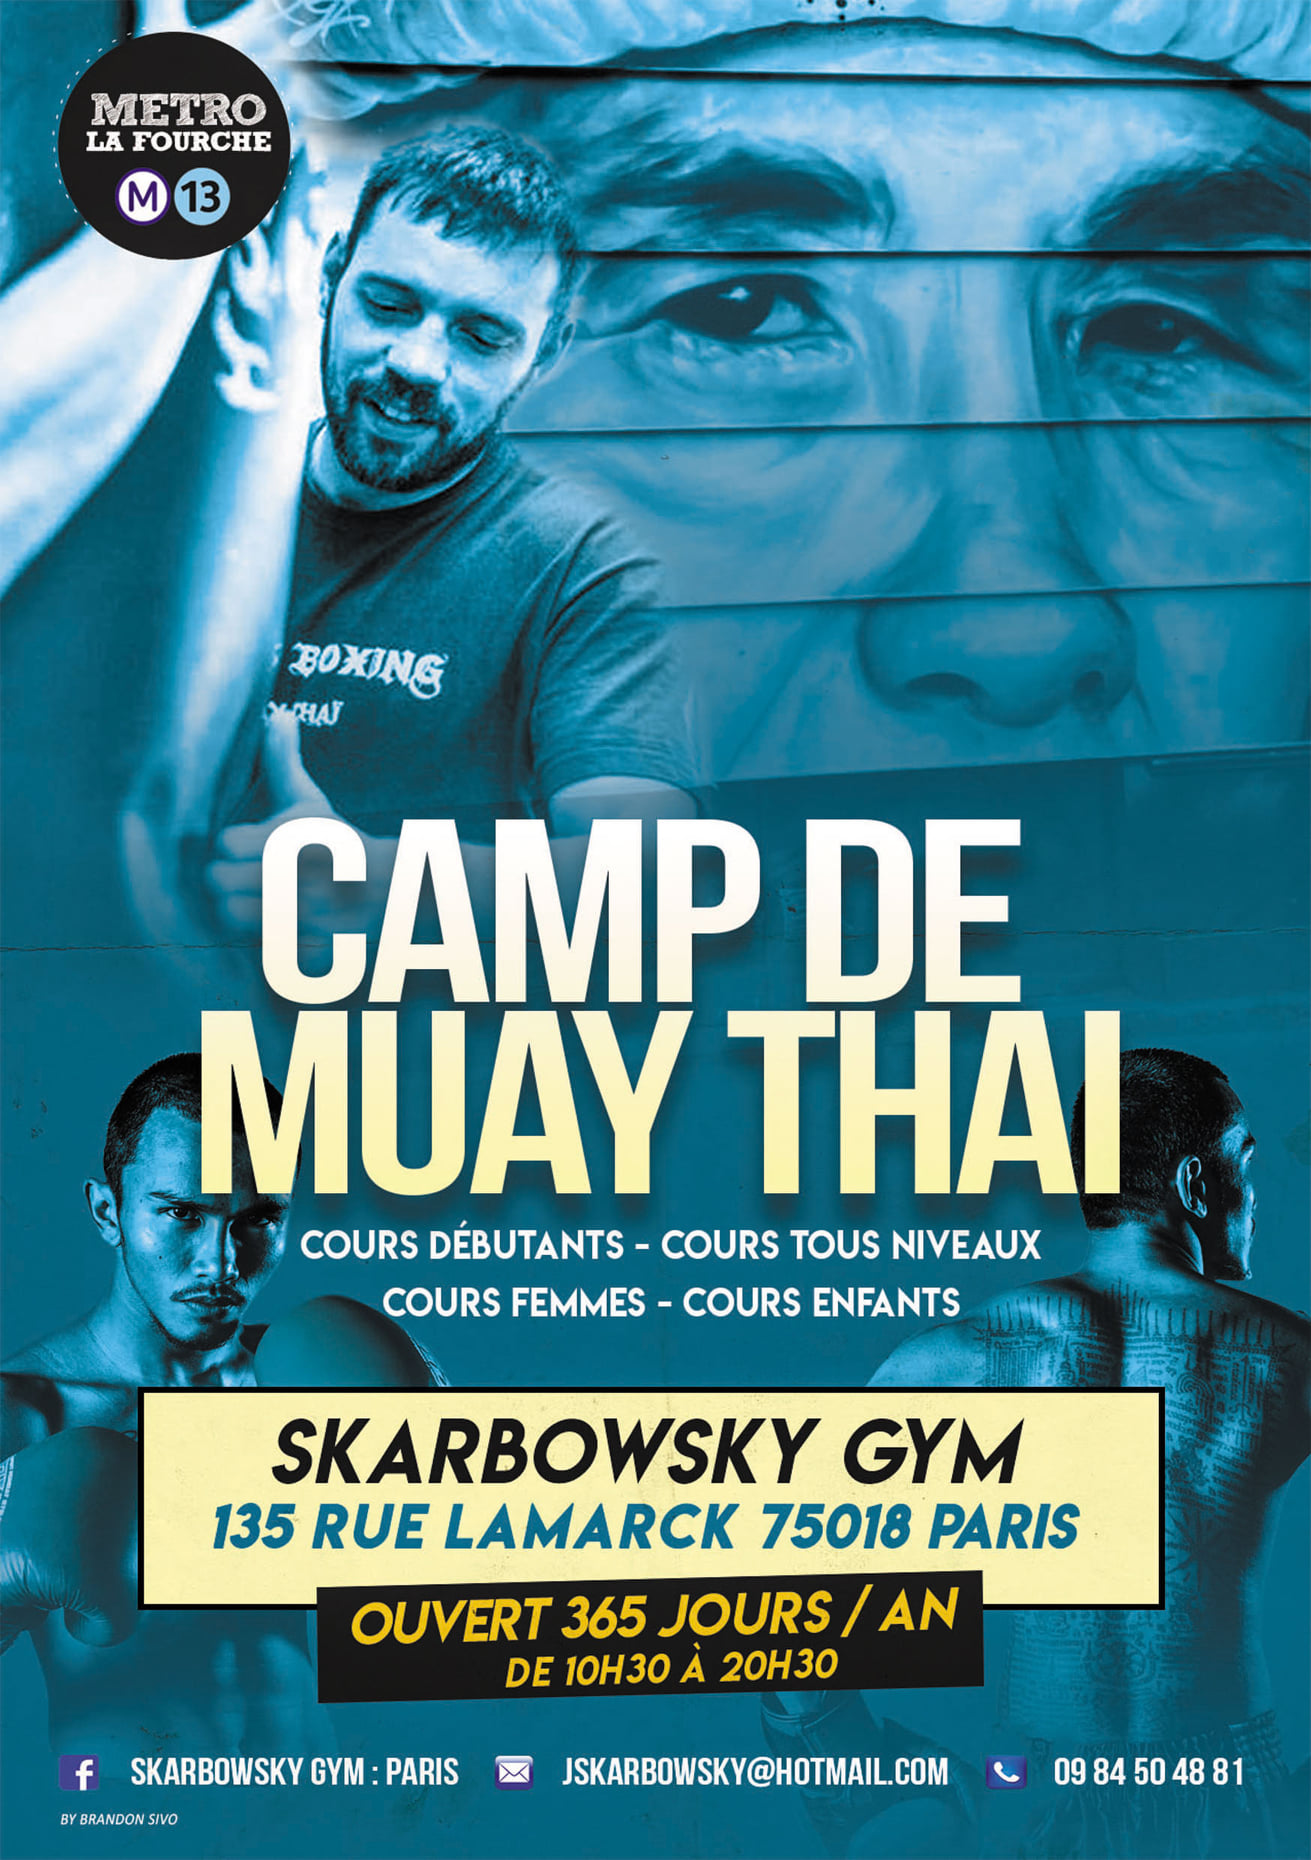 METRO
LA FOURCHE
M 13
BOXING
CAMP DE
MUAY THAI
COURS DÉBUTANTS - COURS TOUS NIVEAUX
COURS FEMMES - COURS ENFANTS
SKARBOWSKY GYM
135 RUE LAMARCK 75018 PARIS
OUVERT 365 JOURS / AN
DE 10H30 À 20H30
SKARBOWSKY GYM : PARIS
JSKARBOWSKY@HOTMAIL.COM
09 84 50 48 81
BY BRANDON SIVO